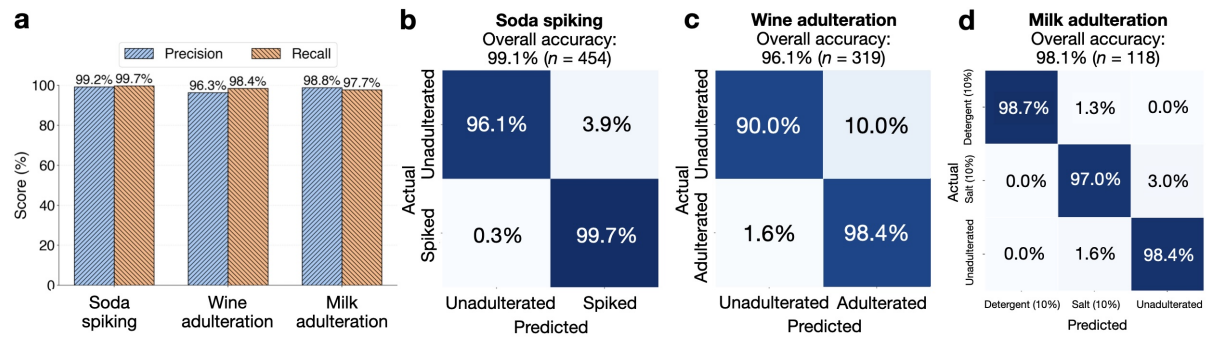 a
Precision
Recall
99.2% 99.7%
96.3% 98.4%
98.8% 97.7%
100
80
60
40
20
0
Score (%)
Soda
spiking
Wine
adulteration
Milk
adulteration
b
Soda spiking
Overall accuracy:
99.1% (n = 454)
Actual
Unadulterated
Spiked
96.1% 3.9%
0.3% 99.7%
Unadulterated Spiked
Predicted
c
Wine adulteration
Overall accuracy:
96.1% (n = 319)
Actual
Unadulterated
Adulterated
90.0% 10.0%
1.6% 98.4%
Unadulterated Adulterated
Predicted
d
Milk adulteration
Overall accuracy:
98.1% (n = 118)
Actual
Detergent (10%)
Salt (10%)
Unadulterated
98.7% 1.3% 0.0%
0.0% 97.0% 3.0%
0.0% 1.6% 98.4%
Detergent (10%) Salt (10%) Unadulterated
Predicted